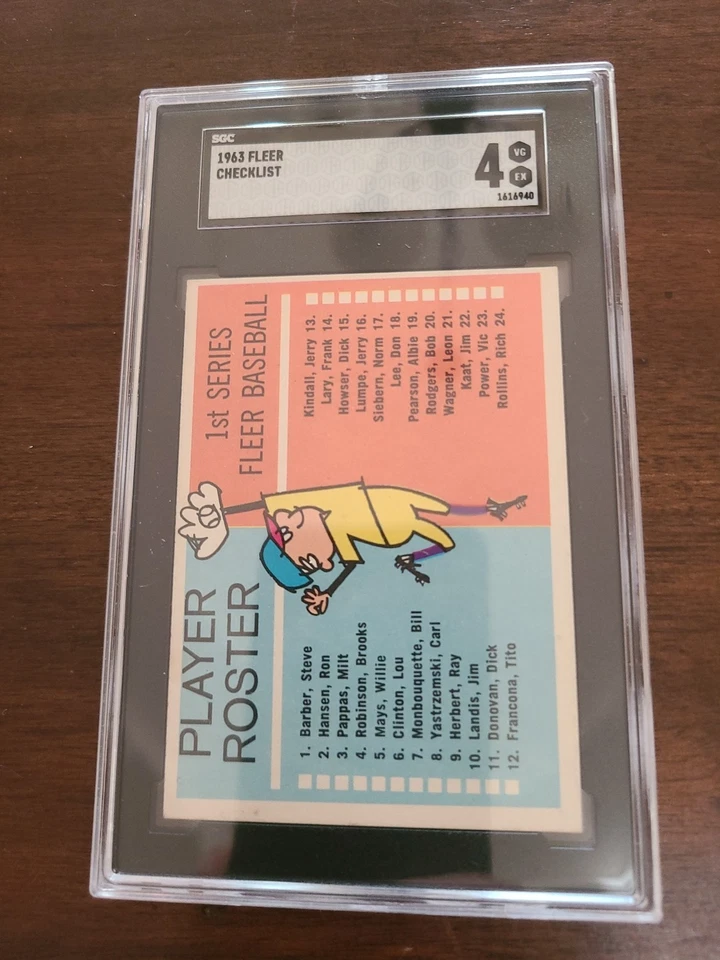 SGC
1963 FLEER
CHECKLIST
4
VG
EX
1616940
PLAYER
ROSTER
1st SERIES
FLEER BASEBALL
1. Barber, Steve
2. Hansen, Ron
3. Pappas, Milt
4. Robinson, Brooks
5. Mays, Willie
6. Clinton, Lou
7. Monbouquette, Bill
8. Yastrzemski, Carl
9. Herbert, Ray
10. Landis, Jim
11. Donovan, Dick
12. Francona, Tito
Kindall, Jerry 13.
Lary, Frank 14.
Howser, Dick 15.
Lumpe, Jerry 16.
Siebern, Norm 17.
Lee, Don 18.
Pearson, Albie 19.
Rodgers, Bob 20.
Wagner, Leon 21.
Kaat, Jim 22.
Power, Vic 23.
Rollins, Rich 24.